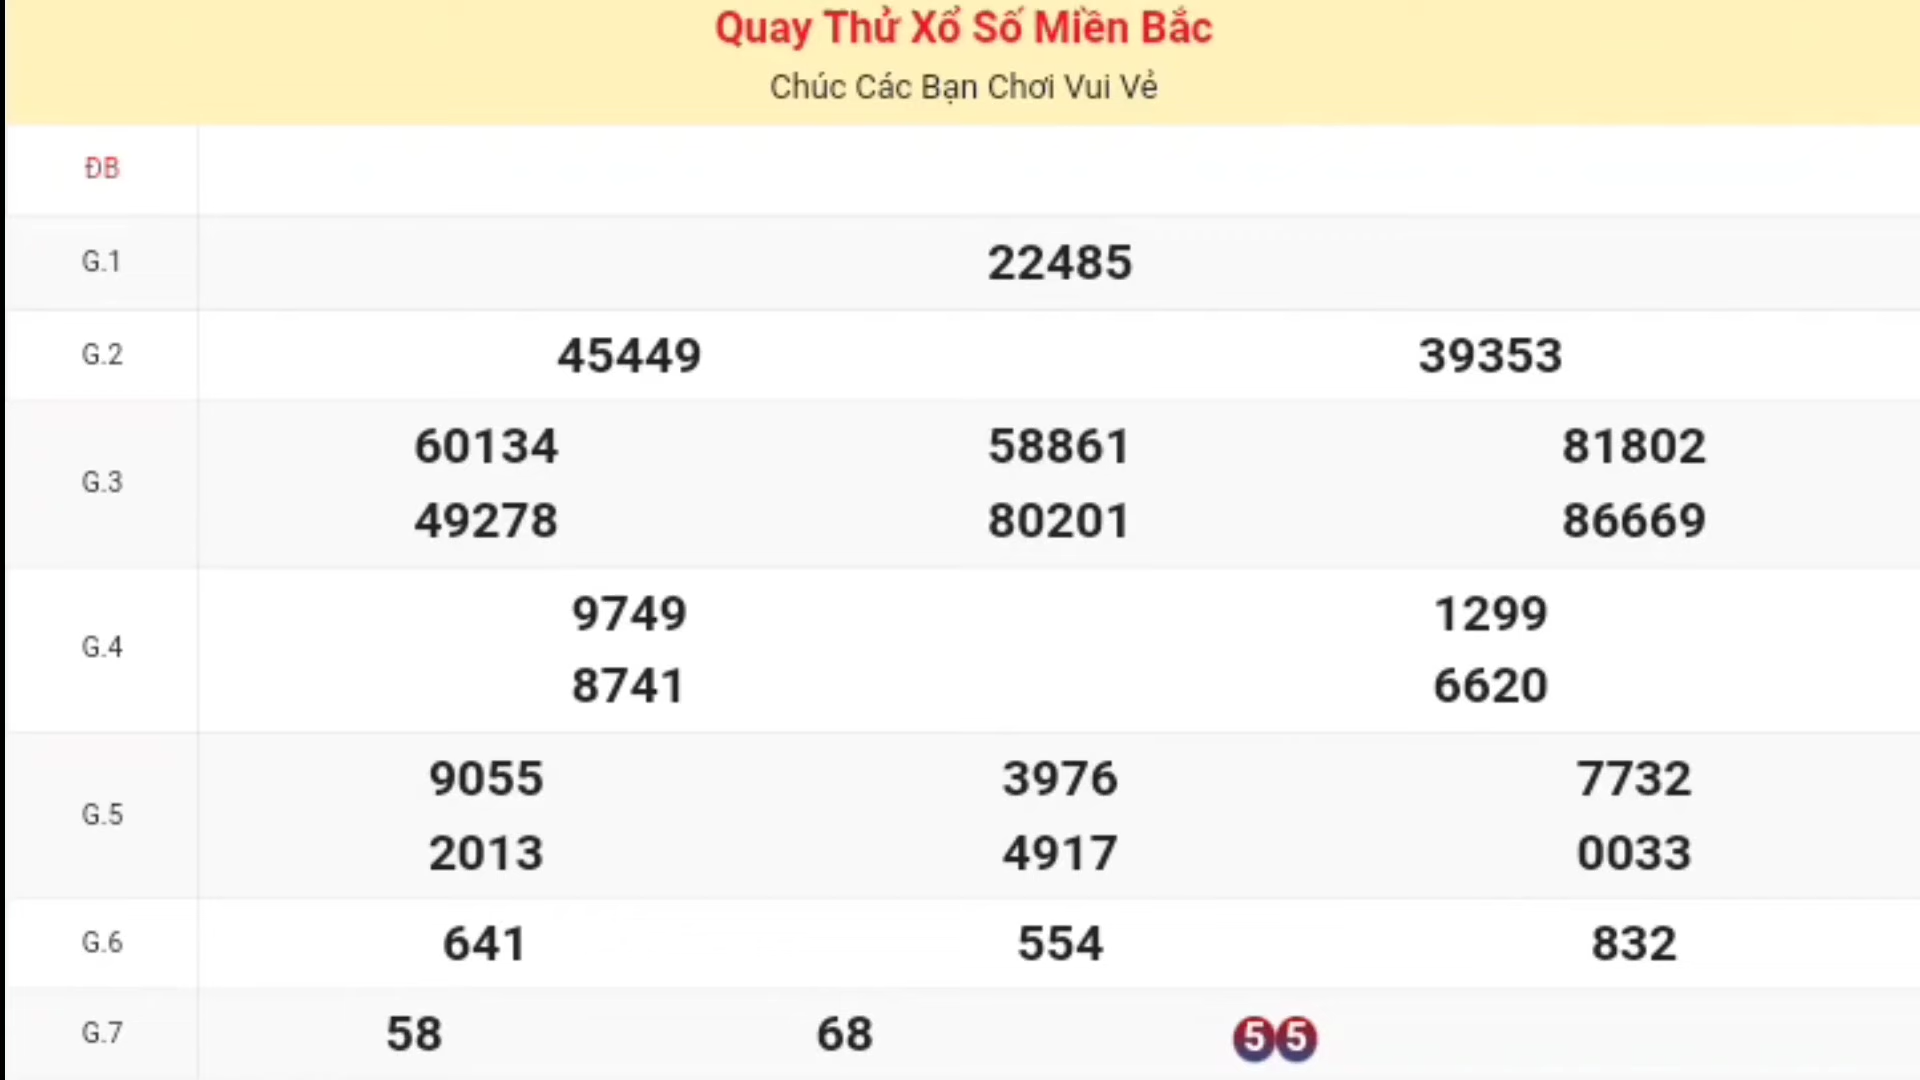 Quay Thử Xổ Số Miền Bắc
Chúc Các Bạn Chơi Vui Vẻ
ĐB
G.1 22485
G.2 45449 39353
G.3 60134 58861 81802
49278 80201 86669
G.4 9749 1299
8741 6620
G.5 9055 3976 7732
2013 4917 0033
G.6 641 554 832
G.7 58 68 55